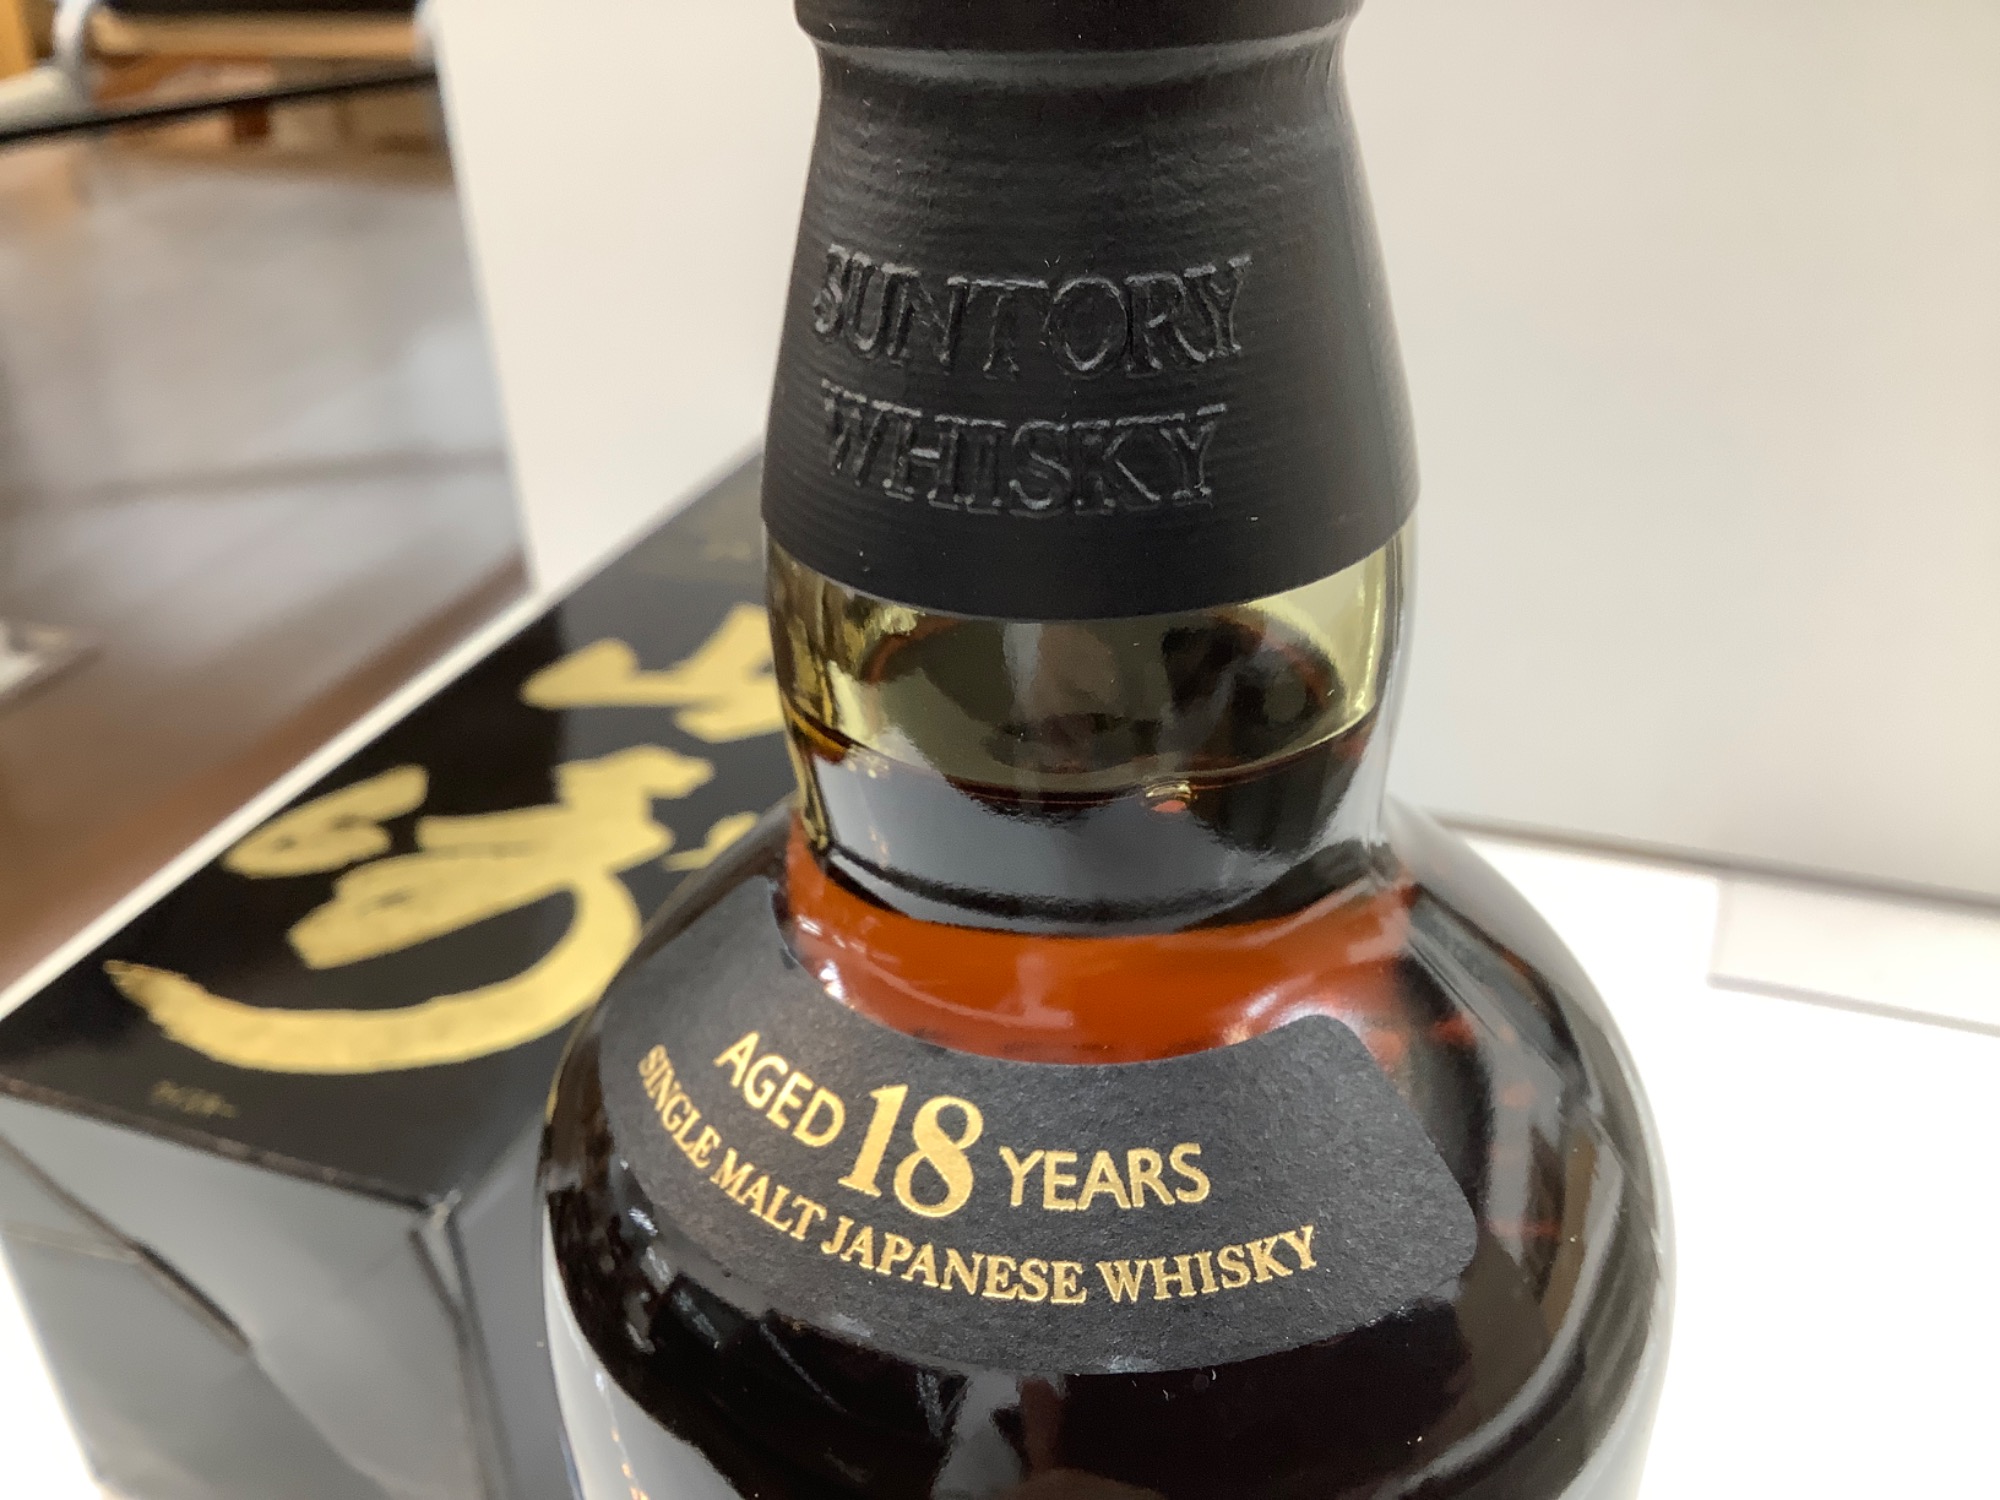 SUNTORY
WHISKY
AGED 18 YEARS
SINGLE MALT JAPANESE WHISKY